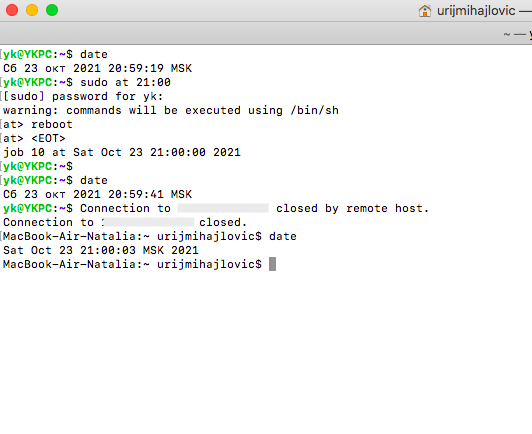 urijmihajlovic —
~ — y
[yk@YKPC:~$ date
Сб 23 окт 2021 20:59:19 MSK
[yk@YKPC:~$ sudo at 21:00
[[sudo] password for yk:
warning: commands will be executed using /bin/sh
[at> reboot
[at> <EOT>
job 10 at Sat Oct 23 21:00:00 2021
[yk@YKPC:~$
[yk@YKPC:~$ date
Сб 23 окт 2021 20:59:41 MSK
yk@YKPC:~$ Connection to closed by remote host.
Connection to closed.
[MacBook-Air-Natalia:~ urijmihajlovic$ date
Sat Oct 23 21:00:03 MSK 2021
MacBook-Air-Natalia:~ urijmihajlovic$